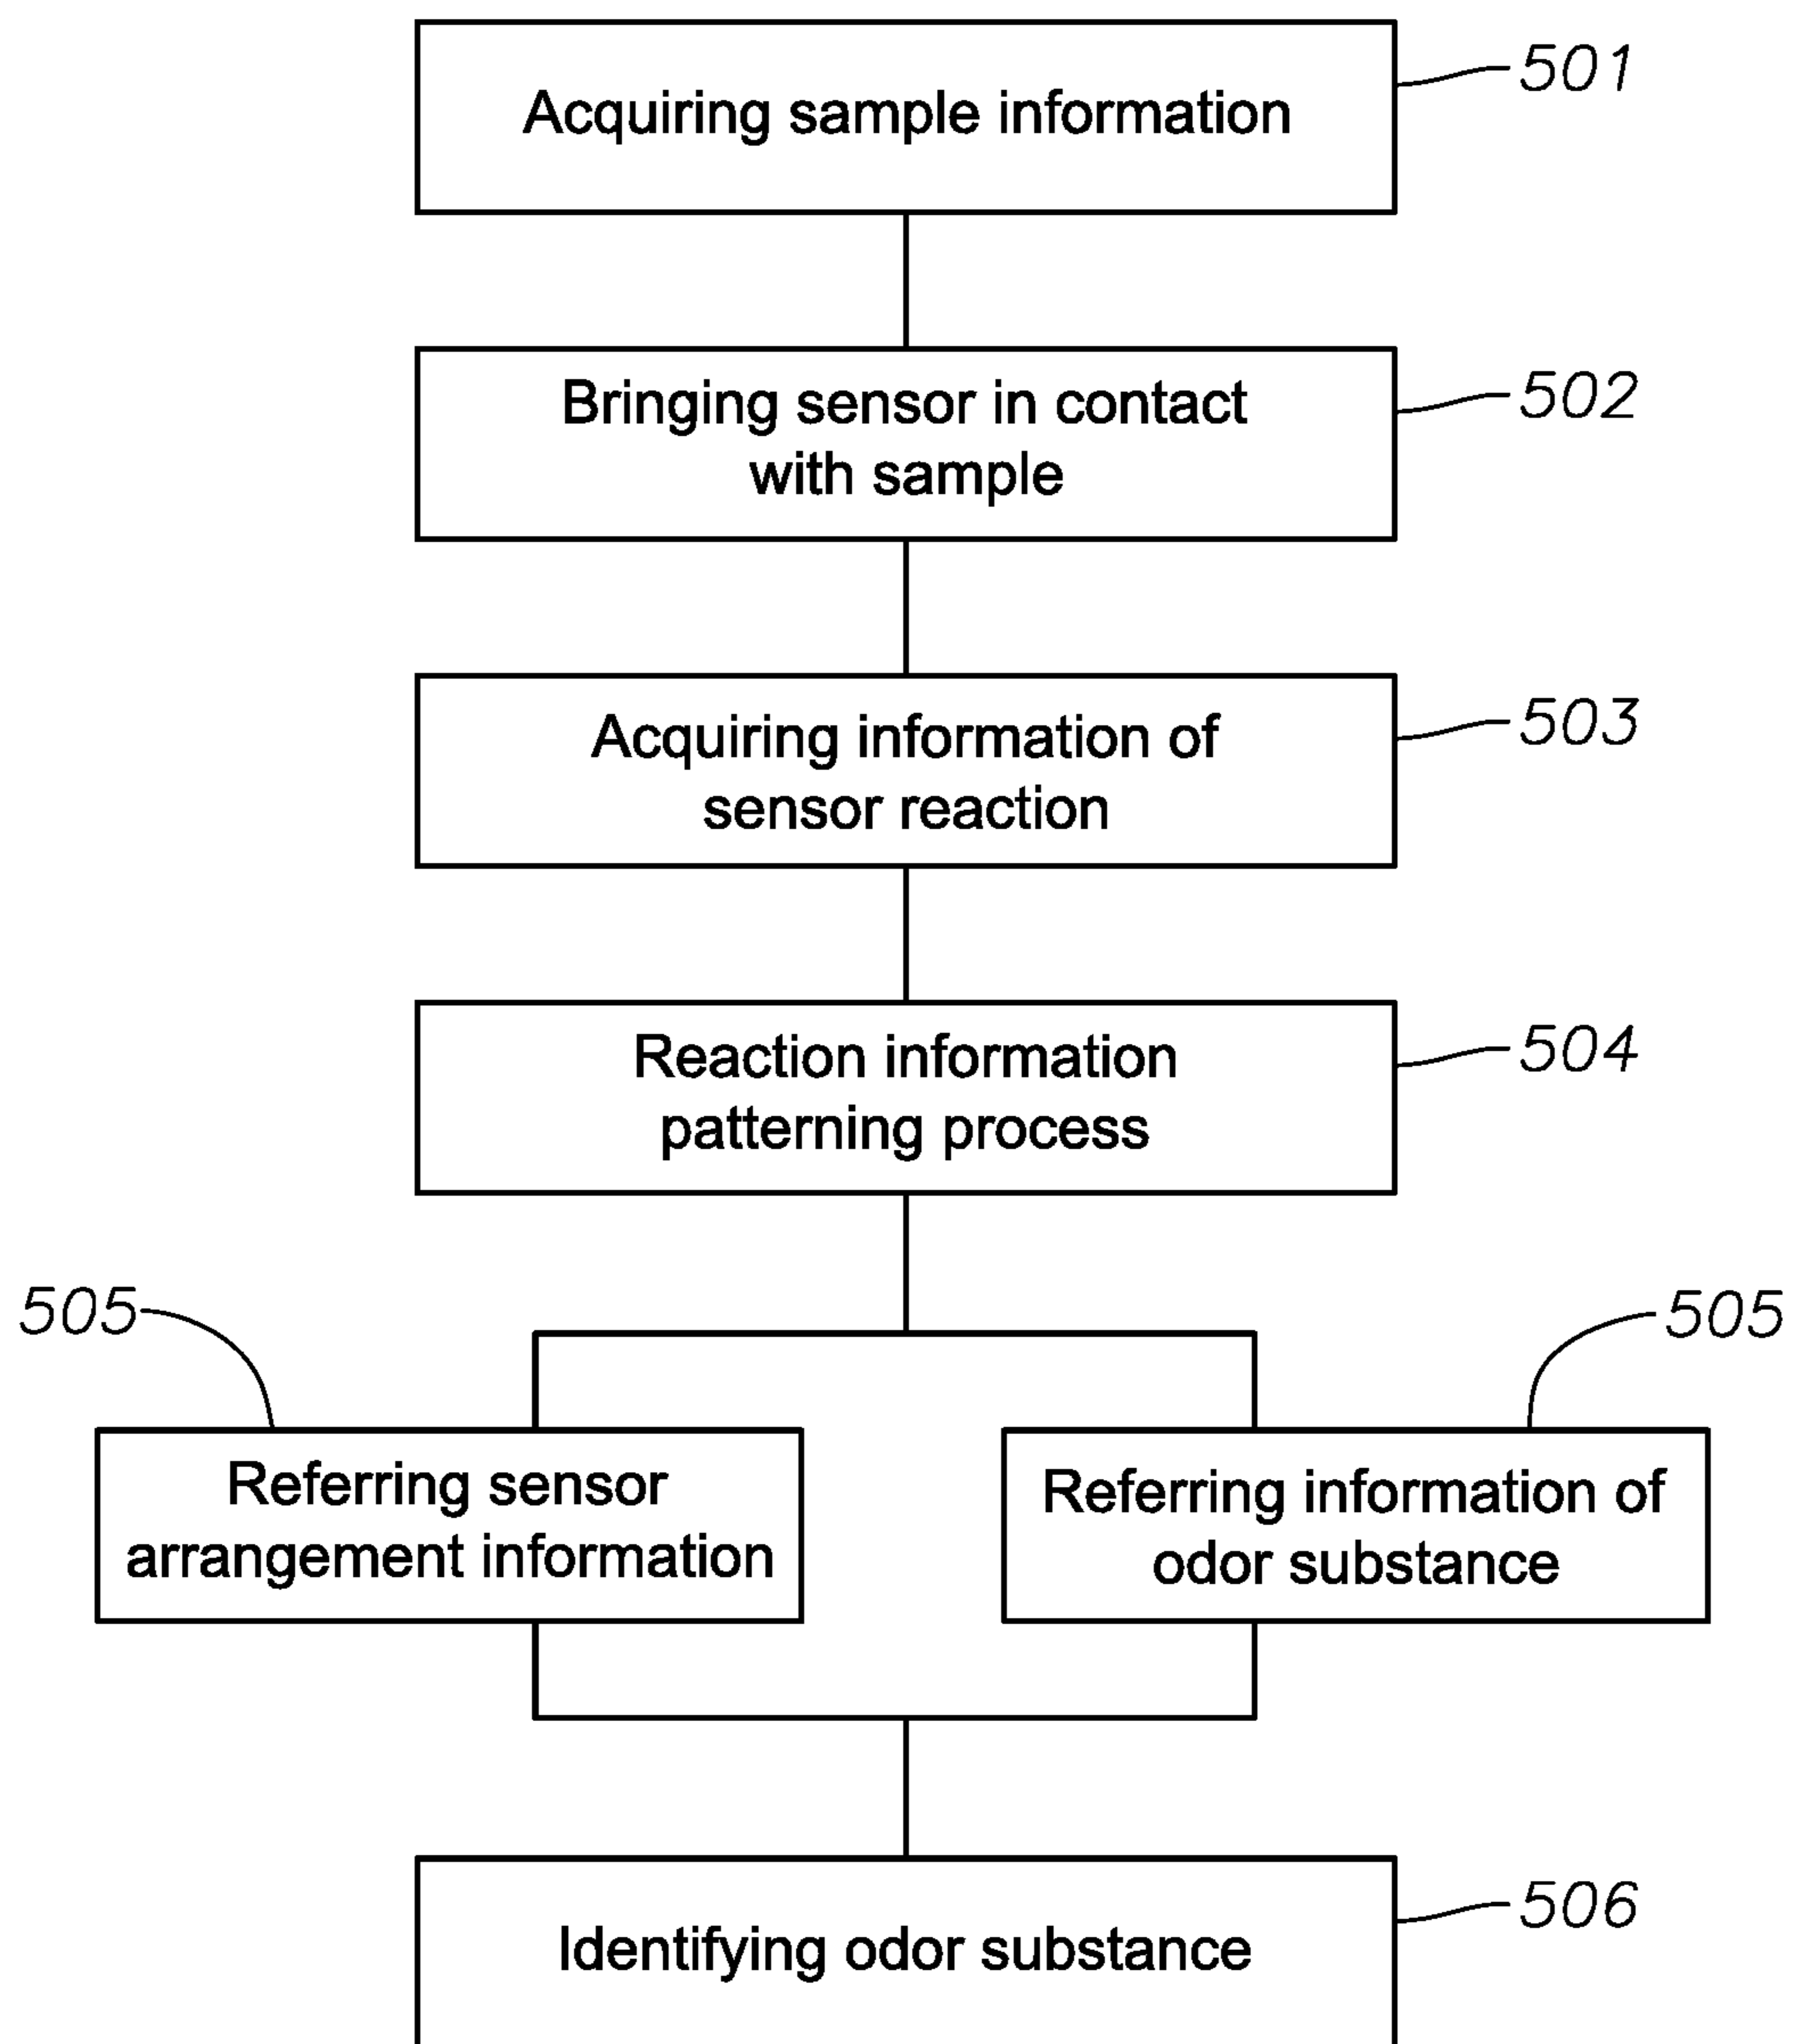 Acquiring sample information
501
Bringing sensor in contact
with sample
502
Acquiring information of
sensor reaction
503
Reaction information
patterning process
504
505
505
Referring sensor
arrangement information
Referring information of
odor substance
Identifying odor substance
506